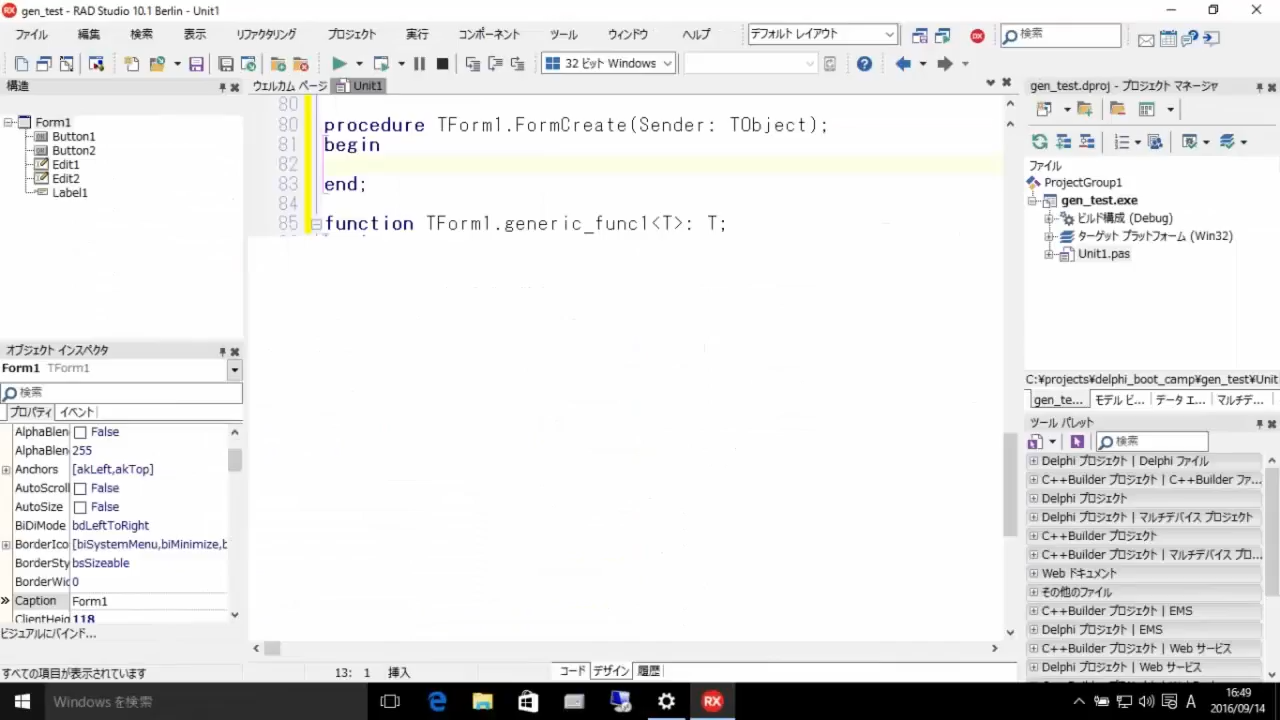 gen_test - RAD Studio 10.1 Berlin - Unit1
ファイル 編集 検索 表示 リファクタリング プロジェクト 実行 コンポーネント ツール ウィンドウ ヘルプ デフォルト レイアウト 検索
32 ビット Windows
構造
Form1
Button1
Button2
Edit1
Edit2
Label1
ウェルカム ページ Unit1
80
80 procedure TForm1.FormCreate(Sender: TObject);
81 begin
82
83 end;
84
85 function TForm1.generic_func1<T>: T;
オブジェクト インスペクタ
Form1 TForm1
検索
プロパティ イベント
AlphaBlen False
AlphaBlen 255
Anchors [akLeft,akTop]
AutoScroll False
AutoSize False
BiDiMode bdLeftToRight
BorderIco [biSystemMenu,biMinimize,b
BorderSty bsSizeable
BorderWid 0
Caption Form1
ClientHeig 118
ビジュアルにバインド...
すべての項目が表示されています
13: 1 挿入
コード デザイン 履歴
gen_test.dproj - プロジェクト マネージャ
ファイル
ProjectGroup1
gen_test.exe
ビルド構成 (Debug)
ターゲット プラットフォーム (Win32)
Unit1.pas
C:¥projects¥delphi_boot_camp¥gen_test¥Unit
gen_te... モデル ビ... データ エ... マルチデ...
ツール パレット
検索
Delphi プロジェクト | Delphi ファイル
C++Builder プロジェクト | C++Builder ファ...
Delphi プロジェクト
Delphi プロジェクト | マルチデバイス プロジェクト
C++Builder プロジェクト
C++Builder プロジェクト | マルチデバイス プロ...
Web ドキュメント
その他のファイル
C++Builder プロジェクト | EMS
Delphi プロジェクト | EMS
C++Builder プロジェクト | Web サービス
Delphi プロジェクト | Web サービス
Windows を検索
RX
A
16:49
2016/09/14